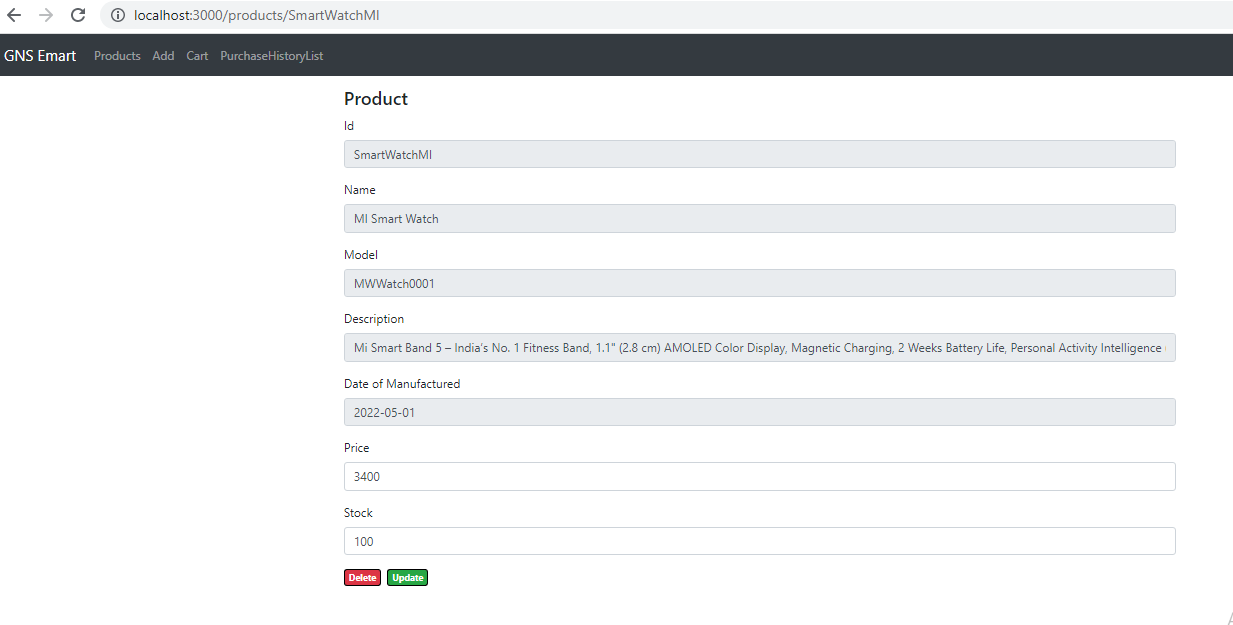 localhost:3000/products/SmartWatchMI
GNS Emart Products Add Cart PurchaseHistoryList
Product
Id
SmartWatchMI
Name
MI Smart Watch
Model
MWWatch0001
Description
Mi Smart Band 5 – India's No. 1 Fitness Band, 1.1" (2.8 cm) AMOLED Color Display, Magnetic Charging, 2 Weeks Battery Life, Personal Activity Intelligence
Date of Manufactured
2022-05-01
Price
3400
Stock
100
Delete Update